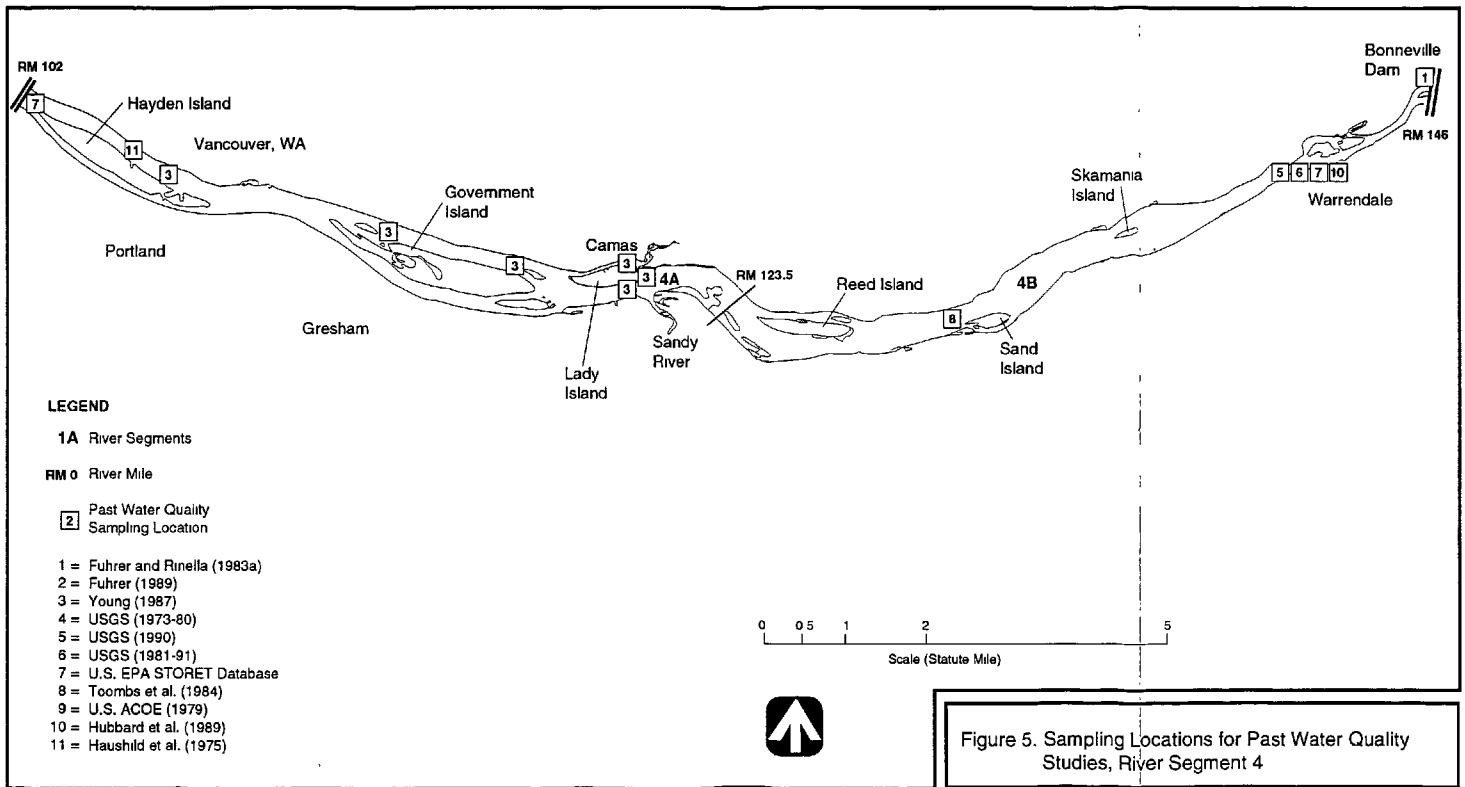 RM 102
7
Hayden Island
11
Vancouver, WA
3
Portland
Government
Island
3
3
Gresham
Camas
3
3
3
4A
RM 123.5
Lady
Island
Sandy
River
Reed Island
8
Sand
Island
4B
Skamania
Island
5 6 7 10
Warrendale
Bonneville
Dam
1
RM 146
LEGEND
1A River Segments
RM 0 River Mile
2 Past Water Quality
Sampling Location
1 = Fuhrer and Rinella (1983a)
2 = Fuhrer (1989)
3 = Young (1987)
4 = USGS (1973-80)
5 = USGS (1990)
6 = USGS (1981-91)
7 = U.S. EPA STORET Database
8 = Toombs et al. (1984)
9 = U.S. ACOE (1979)
10 = Hubbard et al. (1989)
11 = Haushild et al. (1975)
0 0 5 1 2 5
Scale (Statute Mile)
Figure 5. Sampling Locations for Past Water Quality
Studies, River Segment 4